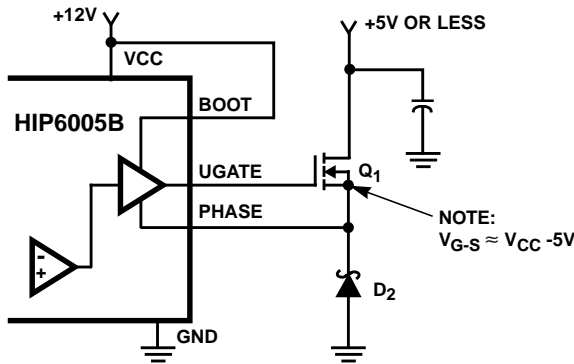 +12V
+5V OR LESS
VCC
BOOT
HIP6005B
UGATE
Q1
PHASE
NOTE:
VG-S ≈ VCC -5V
-
+
D2
GND